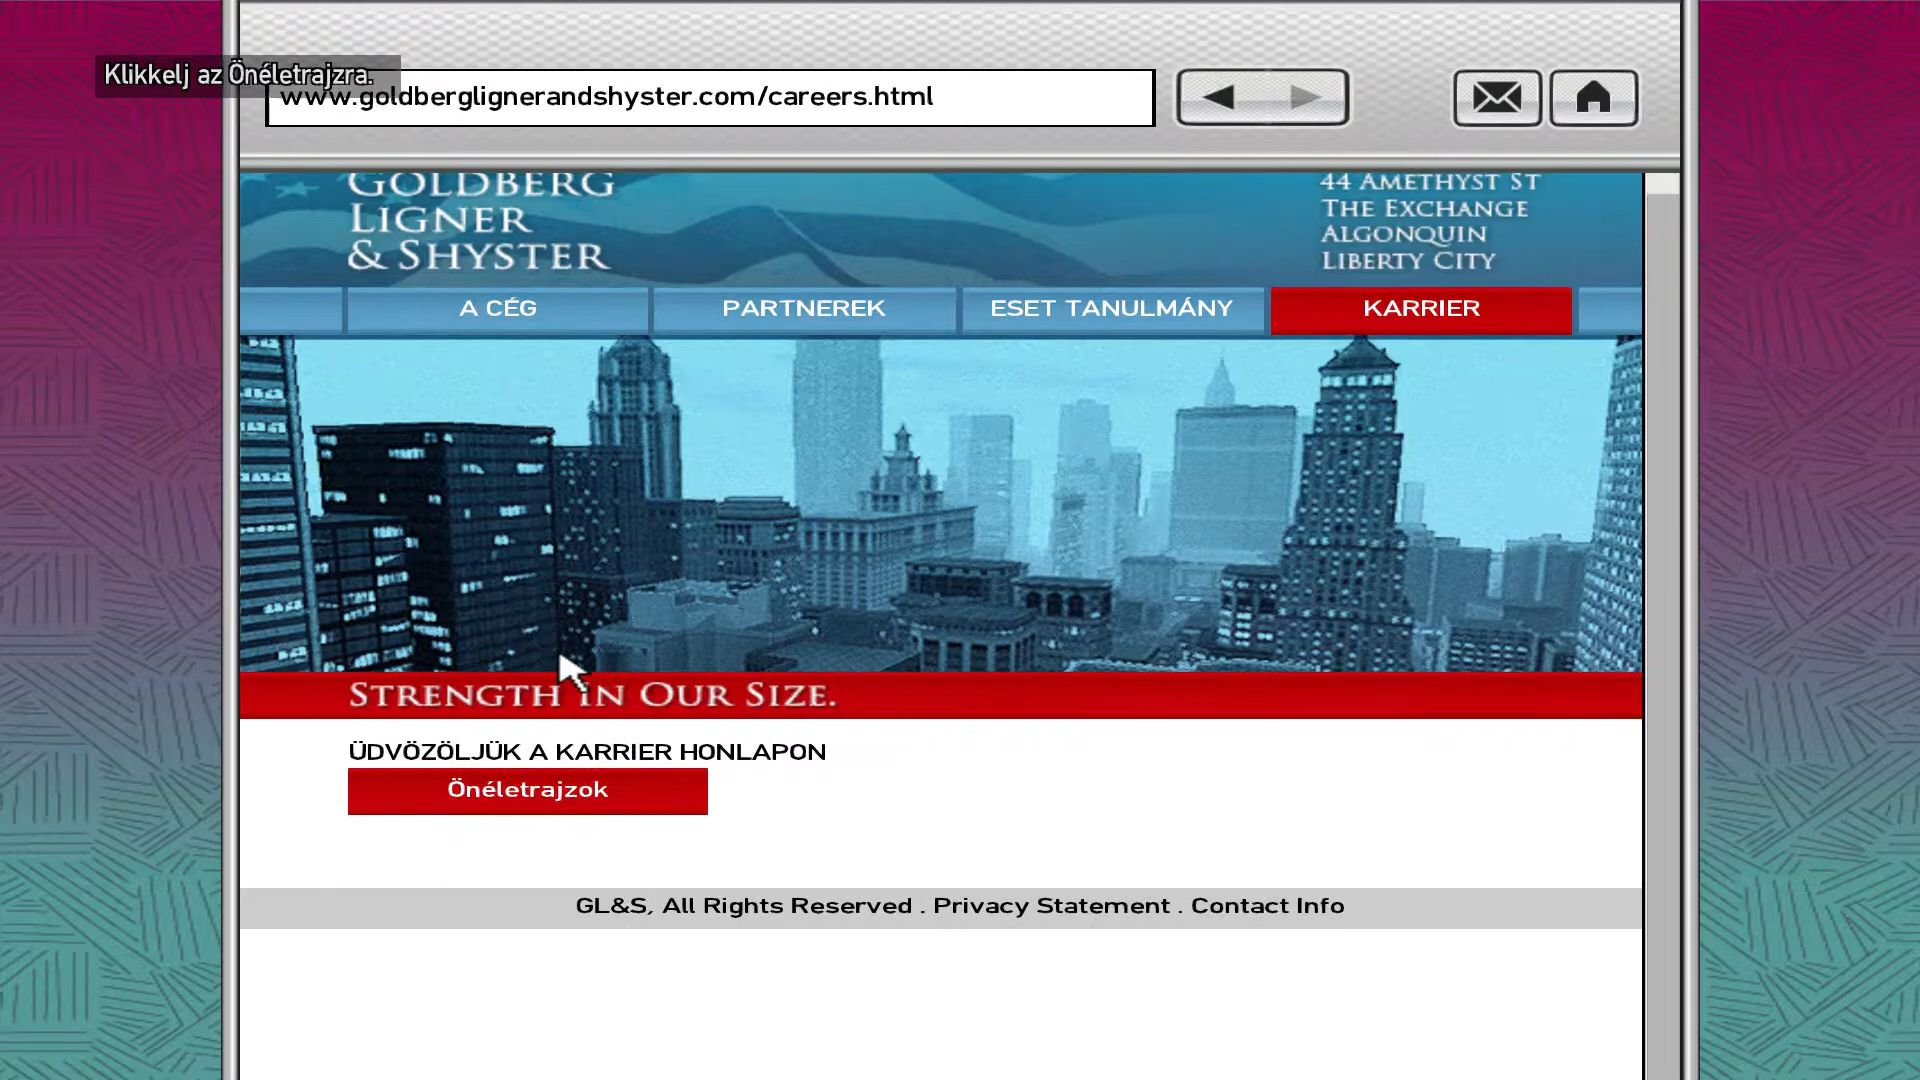 Klikkelj az Önéletrajzra.
www.goldberglignerandshyster.com/careers.html
GOLDBERG
LIGNER
& SHYSTER
44 AMETHYST ST
THE EXCHANGE
ALGONQUIN
LIBERTY CITY
A CÉG
PARTNEREK
ESET TANULMÁNY
KARRIER
STRENGTH IN OUR SIZE.
ÜDVÖZÖLJÜK A KARRIER HONLAPON
Önéletrajzok
GL&S, All Rights Reserved . Privacy Statement . Contact Info